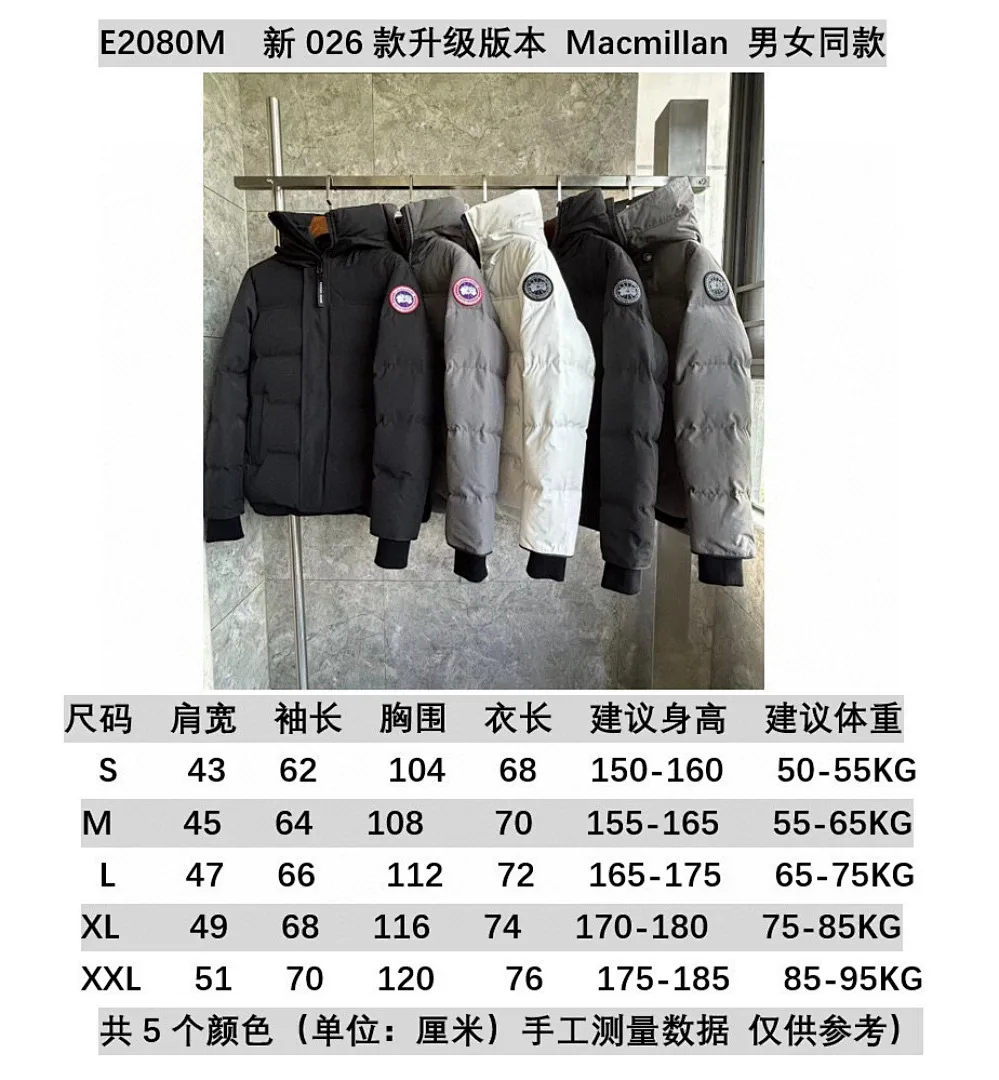 E2080M 新 026 款升级版本 Macmillan 男女同款
尺码 肩宽 袖长 胸围 衣长 建议身高 建议体重
S 43 62 104 68 150-160 50-55KG
M 45 64 108 70 155-165 55-65KG
L 47 66 112 72 165-175 65-75KG
XL 49 68 116 74 170-180 75-85KG
XXL 51 70 120 76 175-185 85-95KG
共 5 个颜色（单位：厘米）手工测量数据 仅供参考）